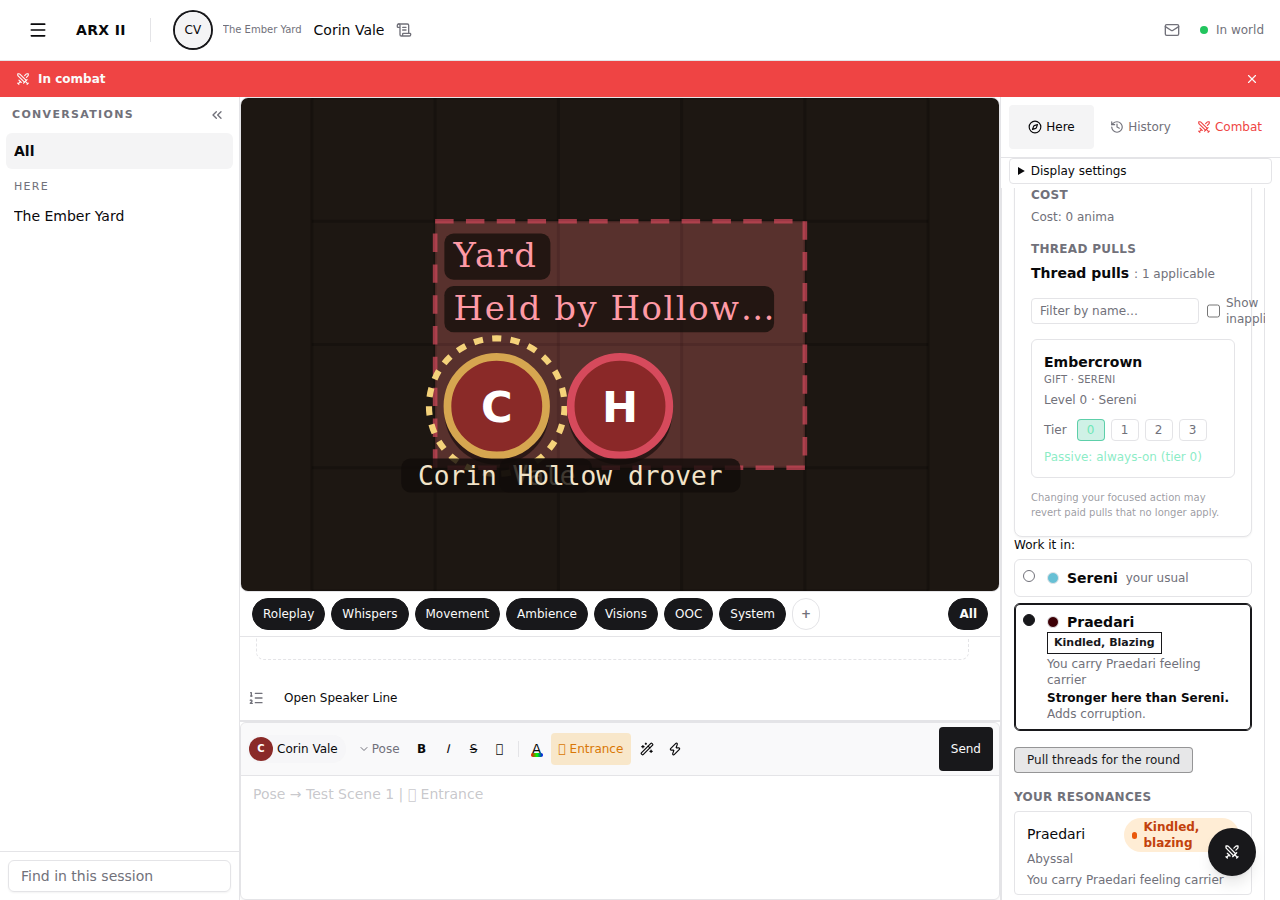 ARX II
CV
The Ember Yard
Corin Vale
In world
In combat
CONVERSATIONS
All
HERE
The Ember Yard
Find in this session
Yard
Held by Hollow...
C
H
Corin
Hollow drover
Roleplay
Whispers
Movement
Ambience
Visions
OOC
System
+
All
Open Speaker Line
C
Corin Vale
Pose
B
I
S
A
Entrance
Send
Pose → Test Scene 1 | Entrance
Here
History
Combat
Display settings
COST
Cost: 0 anima
THREAD PULLS
Thread pulls : 1 applicable
Filter by name...
Show
inappli
Embercrown
GIFT · SERENI
Level 0 · Sereni
Tier 0 1 2 3
Passive: always-on (tier 0)
Changing your focused action may
revert paid pulls that no longer apply.
Work it in:
Sereni your usual
Praedari
Kindled, Blazing
You carry Praedari feeling
carrier
Stronger here than Sereni.
Adds corruption.
Pull threads for the round
YOUR RESONANCES
Praedari
Kindled,
blazing
Abyssal
You carry Praedari feeling carrier